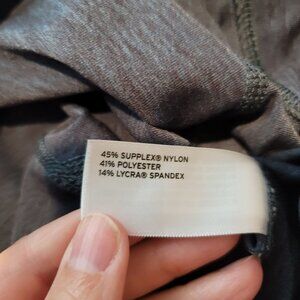 45% SUPPLEX® NYLON
41% POLYESTER
14% LYCRA® SPANDEX